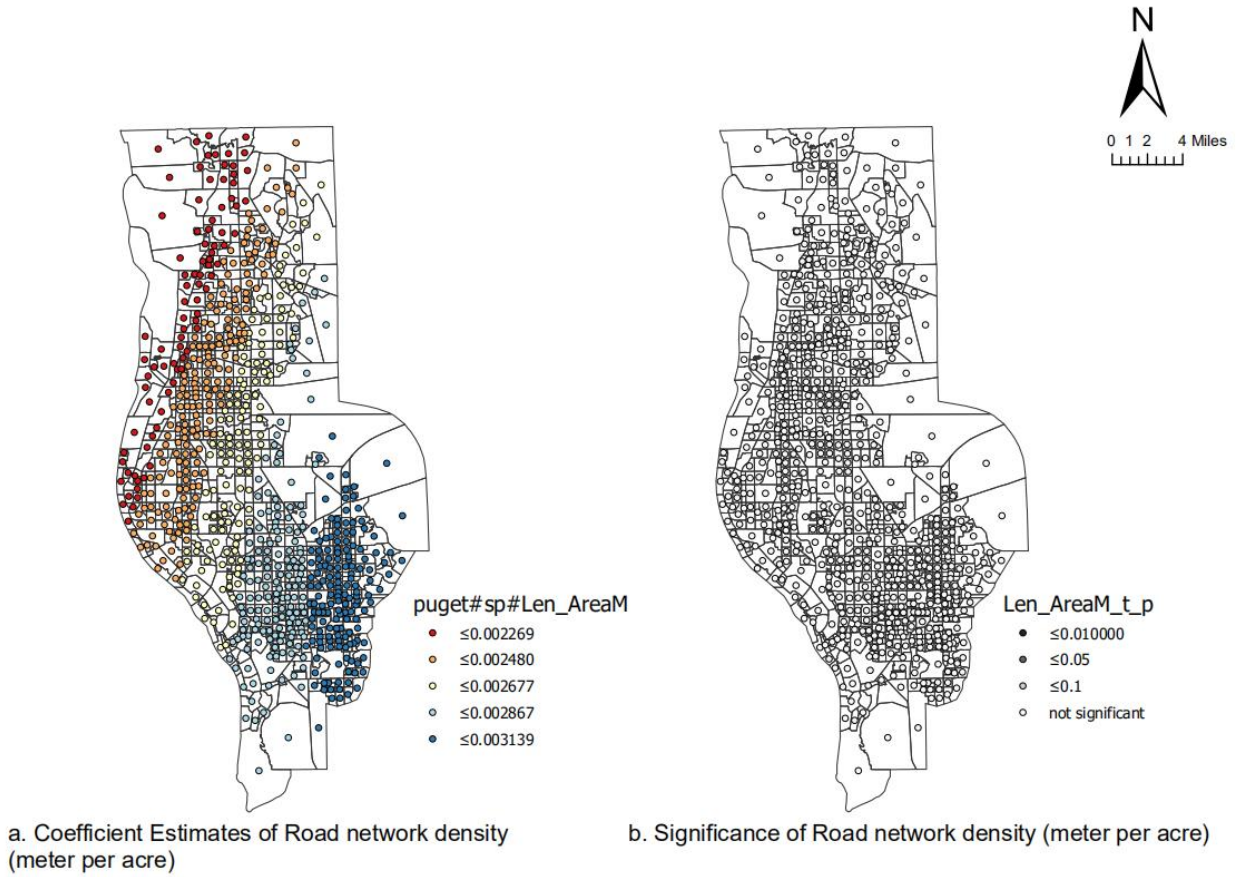 N
0 1 2 4 Miles
puget#sp#Len_AreaM
≤0.002269
≤0.002480
≤0.002677
≤0.002867
≤0.003139
Len_AreaM_t_p
≤0.010000
≤0.05
≤0.1
not significant
a. Coefficient Estimates of Road network density
(meter per acre)
b. Significance of Road network density (meter per acre)